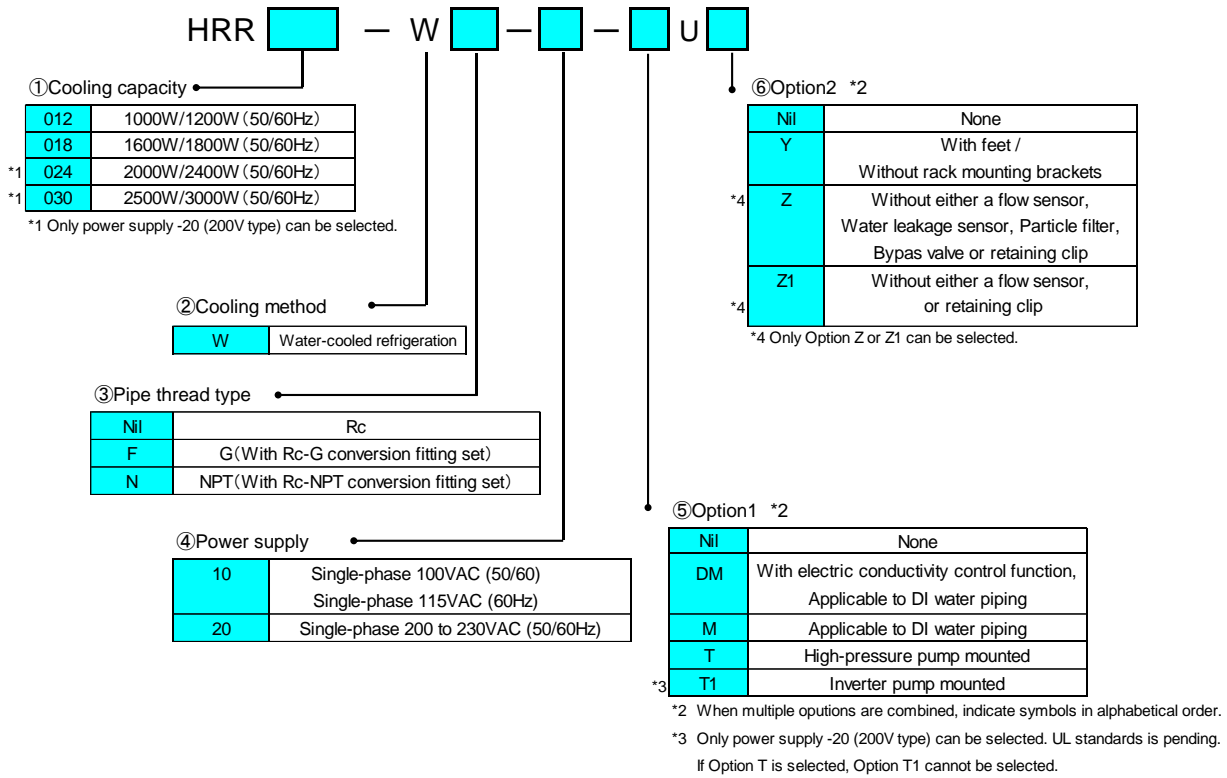 HRR – W – – U
①Cooling capacity
012 1000W/1200W（50/60Hz）
018 1600W/1800W（50/60Hz）
*1 024 2000W/2400W（50/60Hz）
*1 030 2500W/3000W（50/60Hz）
*1 Only power supply -20 (200V type) can be selected.
②Cooling method
W Water-cooled refrigeration
③Pipe thread type
Nil Rc
F G（With Rc-G conversion fitting set）
N NPT（With Rc-NPT conversion fitting set）
④Power supply
10 Single-phase 100VAC (50/60)
Single-phase 115VAC (60Hz)
20 Single-phase 200 to 230VAC (50/60Hz)
⑥Option2 *2
Nil None
Y With feet /
Without rack mounting brackets
*4 Z Without either a flow sensor,
Water leakage sensor, Particle filter,
Bypas valve or retaining clip
Z1 Without either a flow sensor,
*4 or retaining clip
*4 Only Option Z or Z1 can be selected.
⑤Option1 *2
Nil None
DM With electric conductivity control function,
Applicable to DI water piping
M Applicable to DI water piping
T High-pressure pump mounted
*3 T1 Inverter pump mounted
*2 When multiple oputions are combined, indicate symbols in alphabetical order.
*3 Only power supply -20 (200V type) can be selected. UL standards is pending.
If Option T is selected, Option T1 cannot be selected.